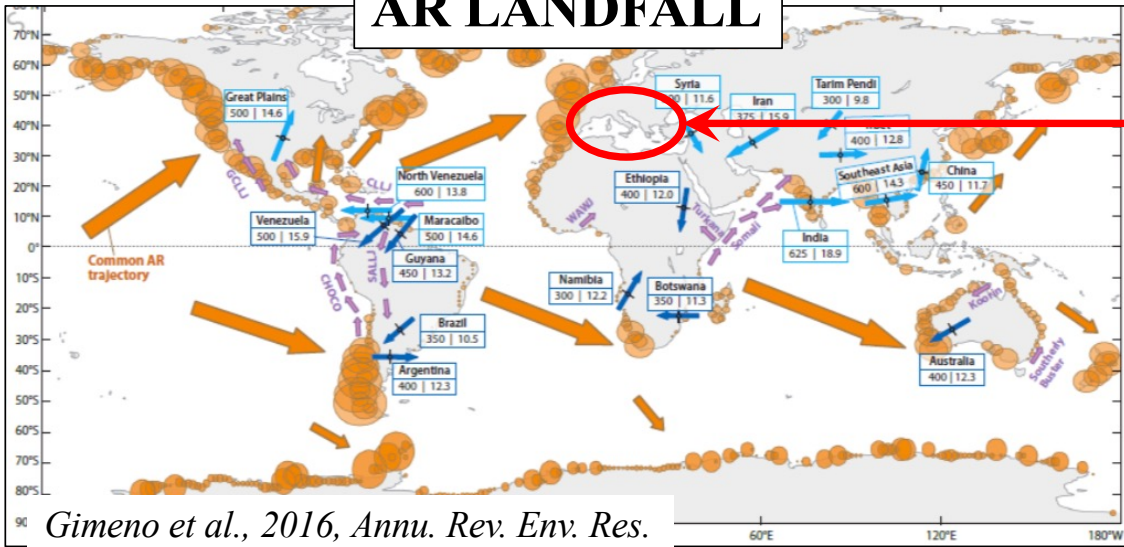 AR LANDFALL
70°N
60°N
50°N
40°N
30°N
20°N
10°N
0°
10°S
20°S
30°S
40°S
50°S
60°S
70°S
80°S
Great Plains
500 | 14.6
Syria
11.6
Iran
375 | 15.9
Tarim Pendi
300 | 9.8
400 | 12.8
Southeast Asia
600 | 14.3
China
450 | 11.7
GCLLJ
CLLJ
North Venezuela
600 | 13.8
Venezuela
500 | 15.9
Maracaibo
500 | 14.6
Guyana
450 | 13.2
Ethiopia
400 | 12.0
WAWJ
Turkana
Somali
India
625 | 18.9
Common AR
trajectory
CHOCO
SALLJ
Namibia
300 | 12.2
Botswana
350 | 11.3
Brazil
350 | 10.5
Argentina
400 | 12.3
Koorin
Australia
400 | 12.3
Southerly
Buster
Gimeno et al., 2016, Annu. Rev. Env. Res.
60°E
120°E
180°W